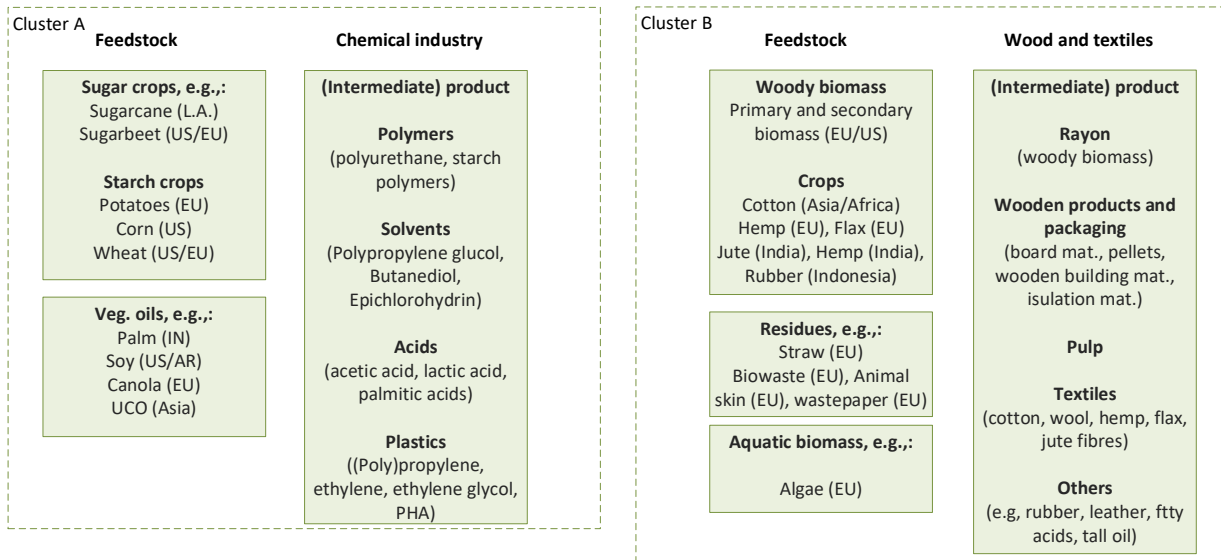 Cluster A
Feedstock
Sugar crops, e.g.,:
Sugarcane (L.A.)
Sugarbeet (US/EU)
Starch crops
Potatoes (EU)
Corn (US)
Wheat (US/EU)
Veg. oils, e.g.,:
Palm (IN)
Soy (US/AR)
Canola (EU)
UCO (Asia)
Chemical industry
(Intermediate) product
Polymers
(polyurethane, starch
polymers)
Solvents
(Polypropylene glucol,
Butanediol,
Epichlorohydrin)
Acids
(acetic acid, lactic acid,
palmitic acids)
Plastics
((Poly)propylene,
ethylene, ethylene glycol,
PHA)
Cluster B
Feedstock
Woody biomass
Primary and secondary
biomass (EU/US)
Crops
Cotton (Asia/Africa)
Hemp (EU), Flax (EU)
Jute (India), Hemp (India),
Rubber (Indonesia)
Residues, e.g.,:
Straw (EU)
Biowaste (EU), Animal
skin (EU), wastepaper (EU)
Aquatic biomass, e.g.,:
Algae (EU)
Wood and textiles
(Intermediate) product
Rayon
(woody biomass)
Wooden products and
packaging
(board mat., pellets,
wooden building mat.,
isulation mat.)
Pulp
Textiles
(cotton, wool, hemp, flax,
jute fibres)
Others
(e.g, rubber, leather, ftty
acids, tall oil)